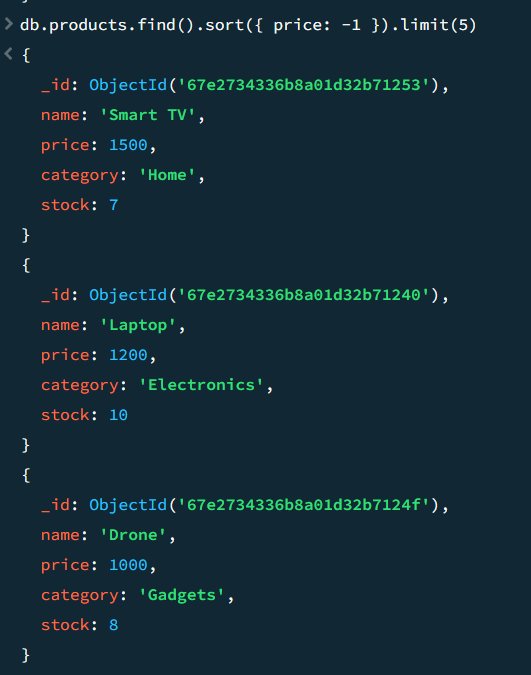 db.products.find().sort({ price: -1 }).limit(5)
{
_id: ObjectId('67e2734336b8a01d32b71253'),
name: 'Smart TV',
price: 1500,
category: 'Home',
stock: 7
}
{
_id: ObjectId('67e2734336b8a01d32b71240'),
name: 'Laptop',
price: 1200,
category: 'Electronics',
stock: 10
}
{
_id: ObjectId('67e2734336b8a01d32b7124f'),
name: 'Drone',
price: 1000,
category: 'Gadgets',
stock: 8
}